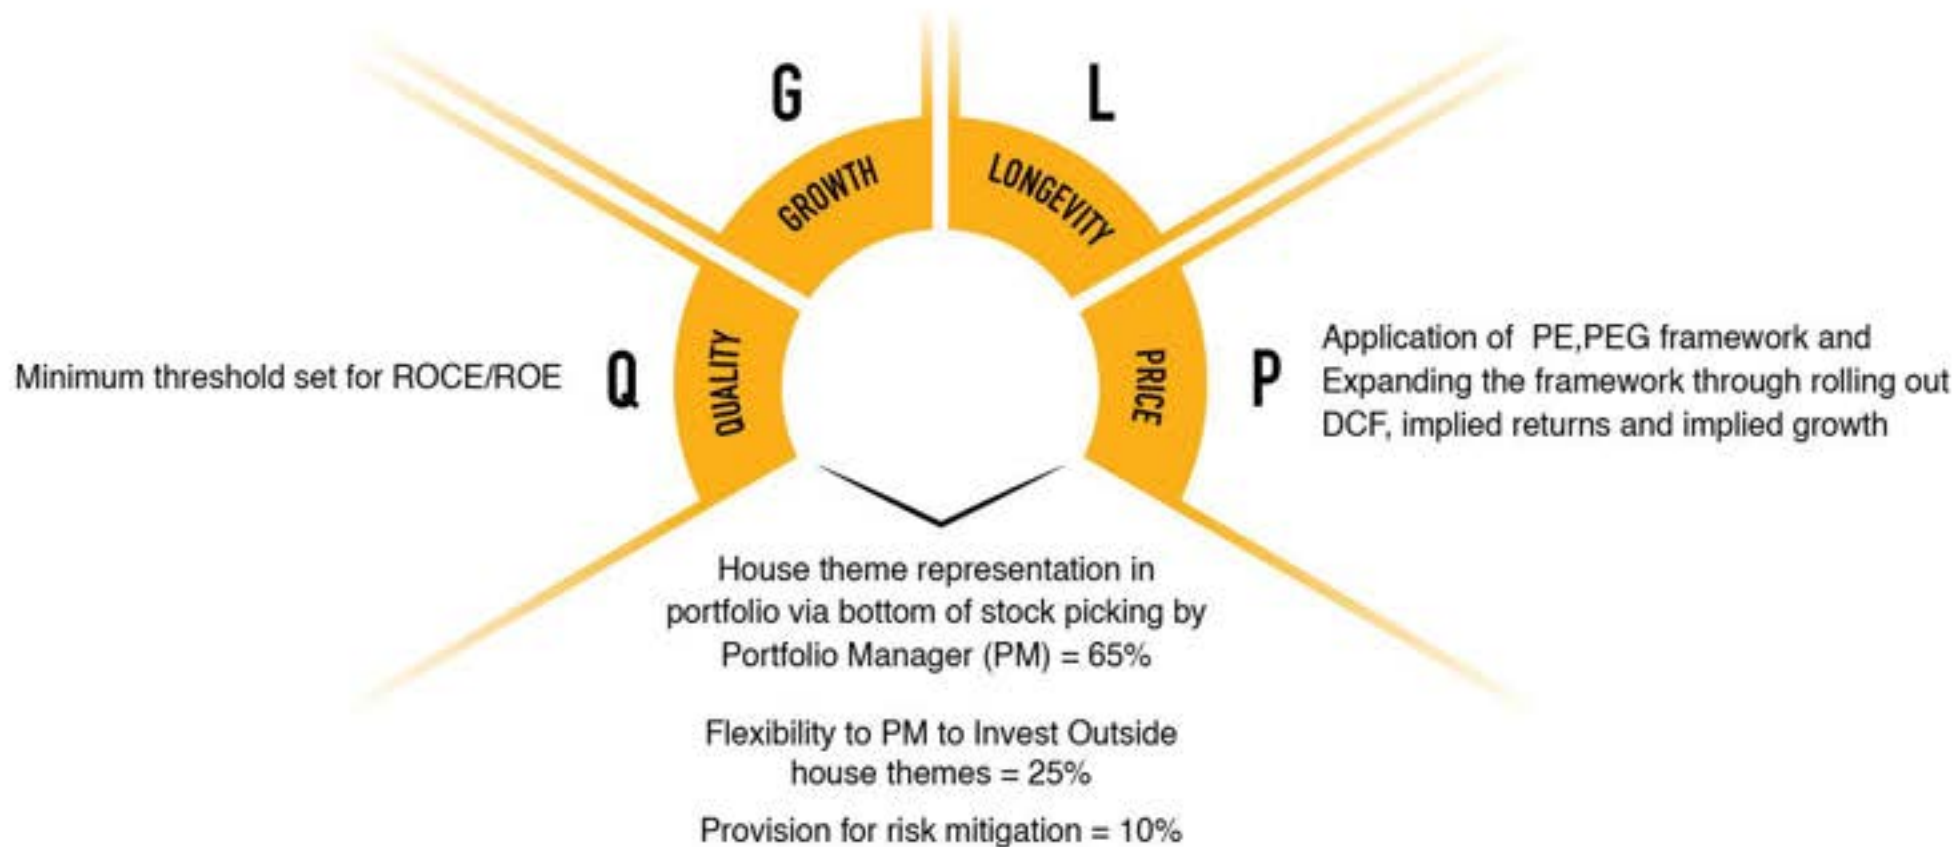 G
L
GROWTH
LONGEVITY
Minimum threshold set for ROCE/ROE
Q
QUALITY
PRICE
P
Application of PE,PEG framework and
Expanding the framework through rolling out
DCF, implied returns and implied growth
House theme representation in
portfolio via bottom of stock picking by
Portfolio Manager (PM) = 65%
Flexibility to PM to Invest Outside
house themes = 25%
Provision for risk mitigation = 10%